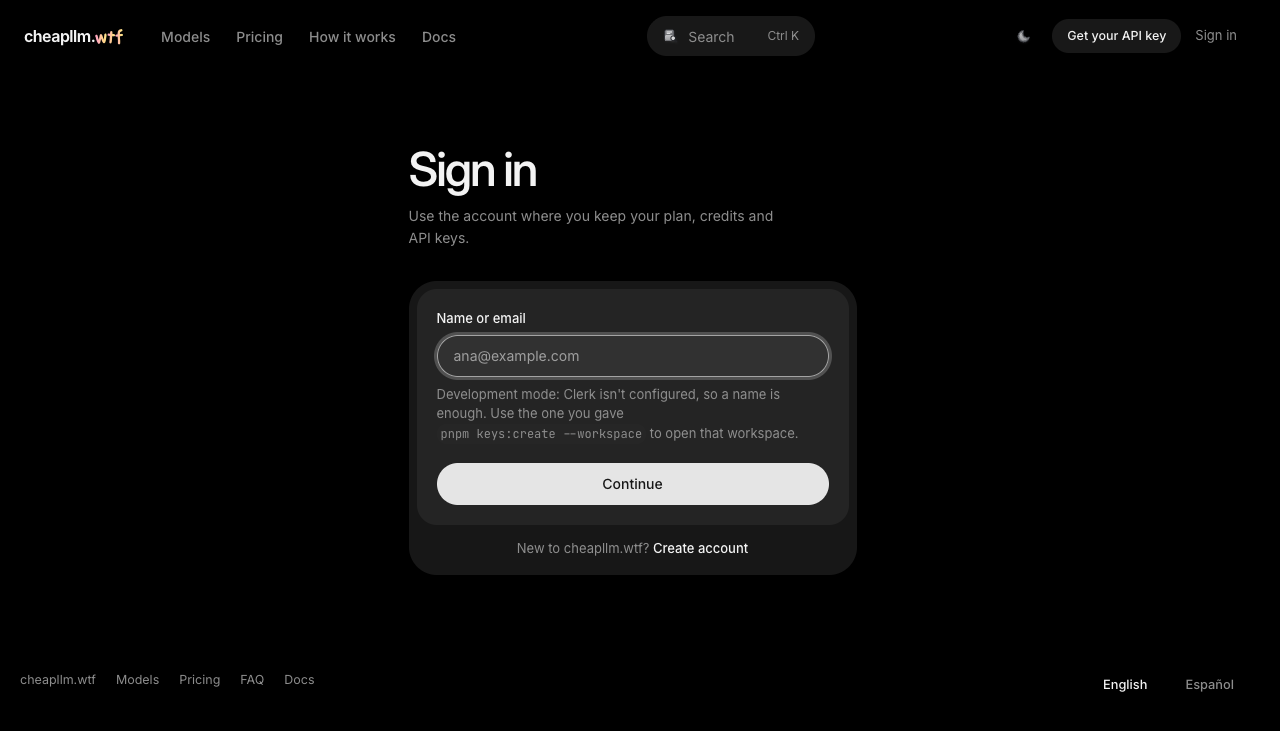 cheapllm.wtf
Models
Pricing
How it works
Docs
Search
Ctrl K
Get your API key
Sign in
Sign in
Use the account where you keep your plan, credits and
API keys.
Name or email
ana@example.com
Development mode: Clerk isn't configured, so a name is
enough. Use the one you gave
pnpm keys:create --workspace to open that workspace.
Continue
New to cheapllm.wtf? Create account
cheapllm.wtf
Models
Pricing
FAQ
Docs
English
Español